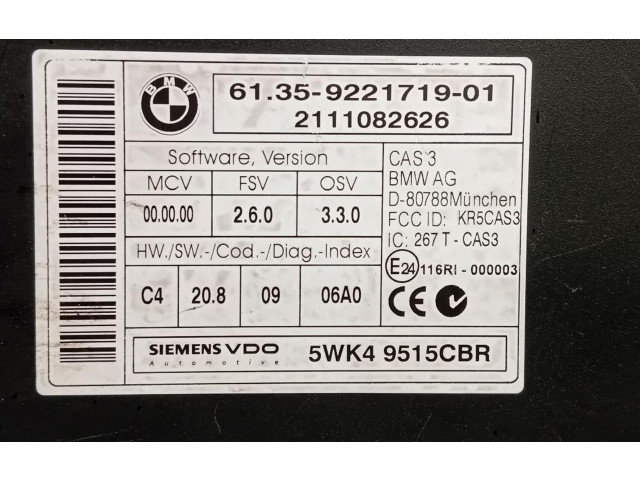 BMW
61.35-9221719-01
2111082626
Software, Version
MCV FSV OSV
00.00.00 2.6.0 3.3.0
HW./SW.-/Cod.-/Diag.-Index
C4 20.8 09 06A0
CAS 3
BMW AG
D-80788München
FCC ID: KR5CAS3
IC: 267 T - CAS3
E24 116RI - 000003
CE
SIEMENS VDO
Automotive
5WK4 9515CBR